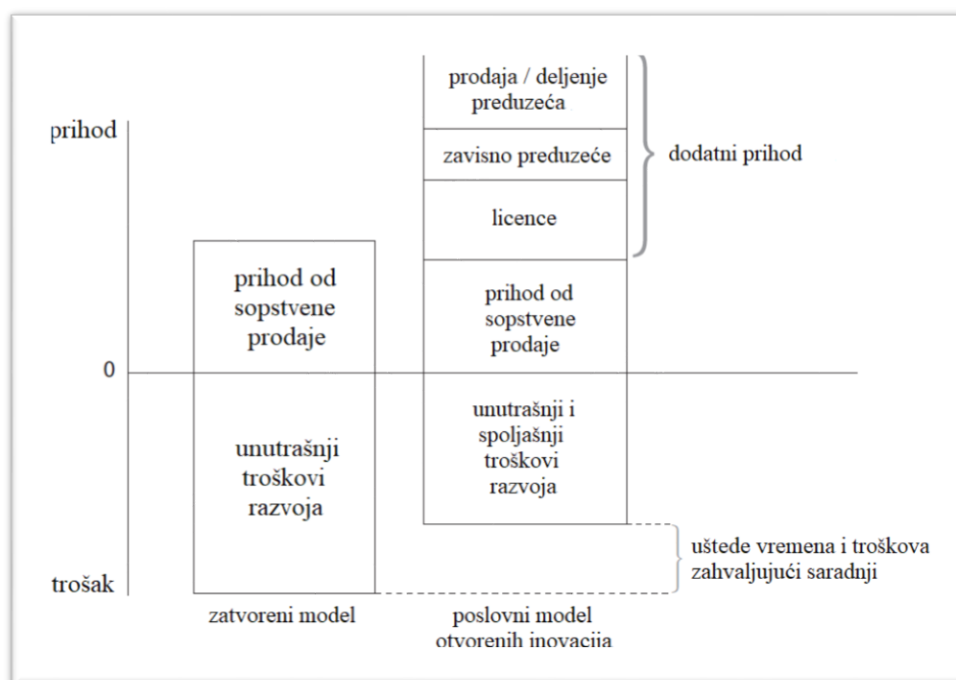 prodaja / deljenje
preduzeća
prihod
zavisno preduzeće
dodatni prihod
licence
prihod od
sopstvene
prodaje
prihod od
sopstvene
prodaje
0
unutrašnji
troškovi
razvoja
unutrašnji i
spoljašnji
troškovi
razvoja
uštede vremena i troškova
zahvaljujući saradnji
trošak
zatvoreni model
poslovni model
otvorenih inovacija